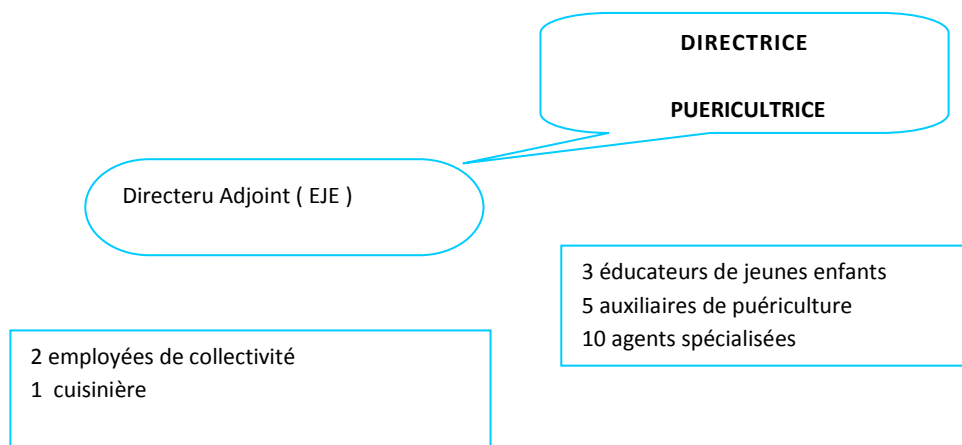 DIRECTRICE
PUERICULTRICE
Directeru Adjoint ( EJE )
3 éducateurs de jeunes enfants
5 auxiliaires de puériculture
10 agents spécialisées
2 employées de collectivité
1 cuisinière